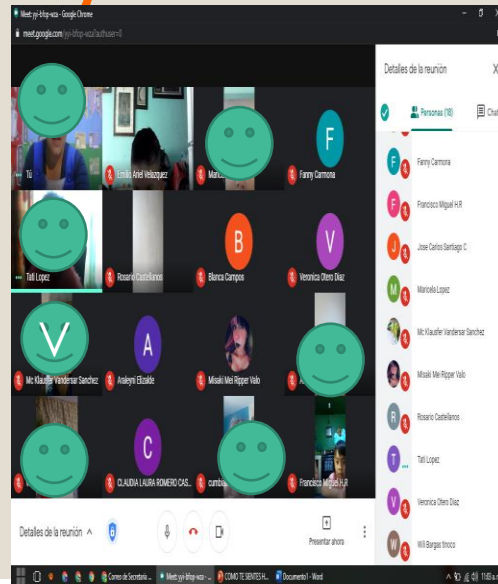 Meet: yyi-bfop-wza - Google Chrome
meet.google.com/yyi-bfop-wza?authuser=0
Detalles de la reunión
X
Personas (18)
Chat
Tú
Emilio Ariel Velazquez
F
Fanny Carmona
Tati Lopez
Rosario Castellanos
B
Blanca Campos
V
Veronica Otero Diaz
V
Mc Klausfer Vandersar Sanchez
A
Arakeyni Elizalde
Misaki Mei Ripper Valo
C
CLAUDIA LAURA ROMERO CAS...
Francisco Miguel H.R
F
Fanny Carmona
F
Francisco Miguel H.R
J
Jose Carlos Santiago C
M
Maricela Lopez
Mc Klausfer Vandersar Sanchez
Misaki Mei Ripper Valo
R
Rosario Castellanos
T
Tati Lopez
V
Veronica Otero Diaz
W
Wili Bargas tinoco
Detalles de la reunión
Presentar ahora
Correo de Secretaría ...
Meet: yyi-bfop-wza - ...
COMO TE SIENTES H...
Documento1 - Word